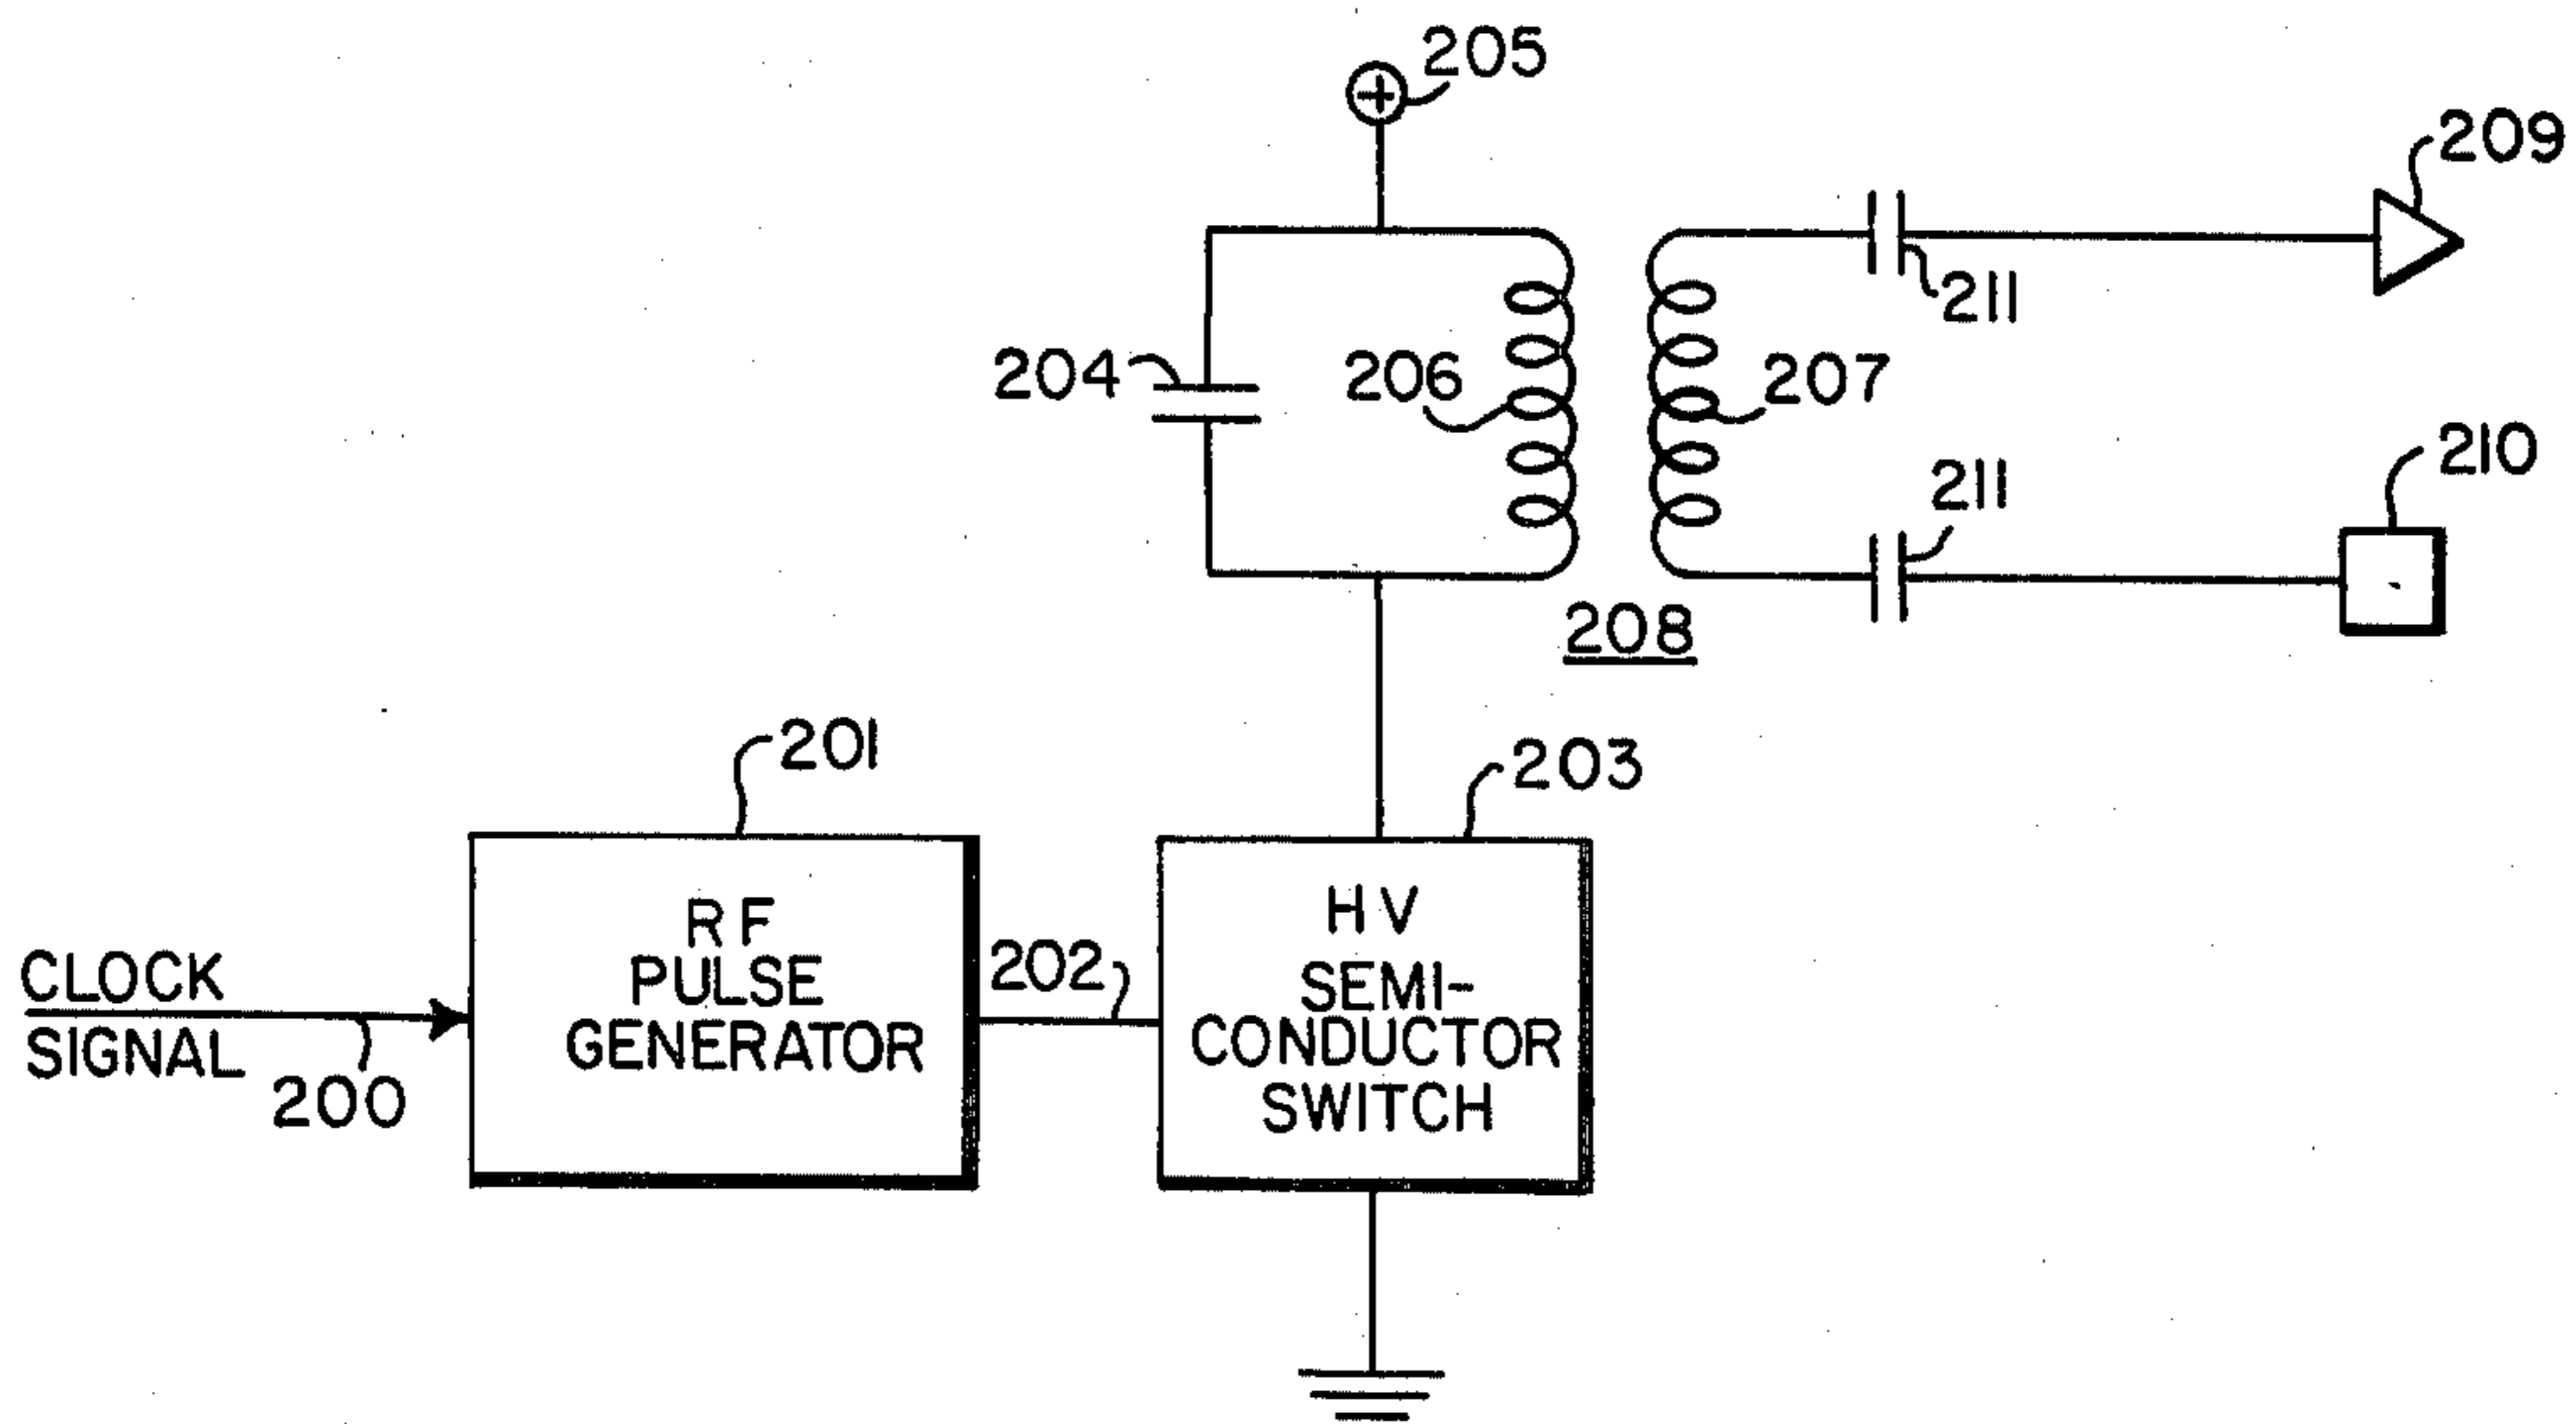 205
209
211
204
206
207
210
211
208
201
203
RF
PULSE
GENERATOR
HV
SEMI-
CONDUCTOR
SWITCH
202
CLOCK
SIGNAL
200